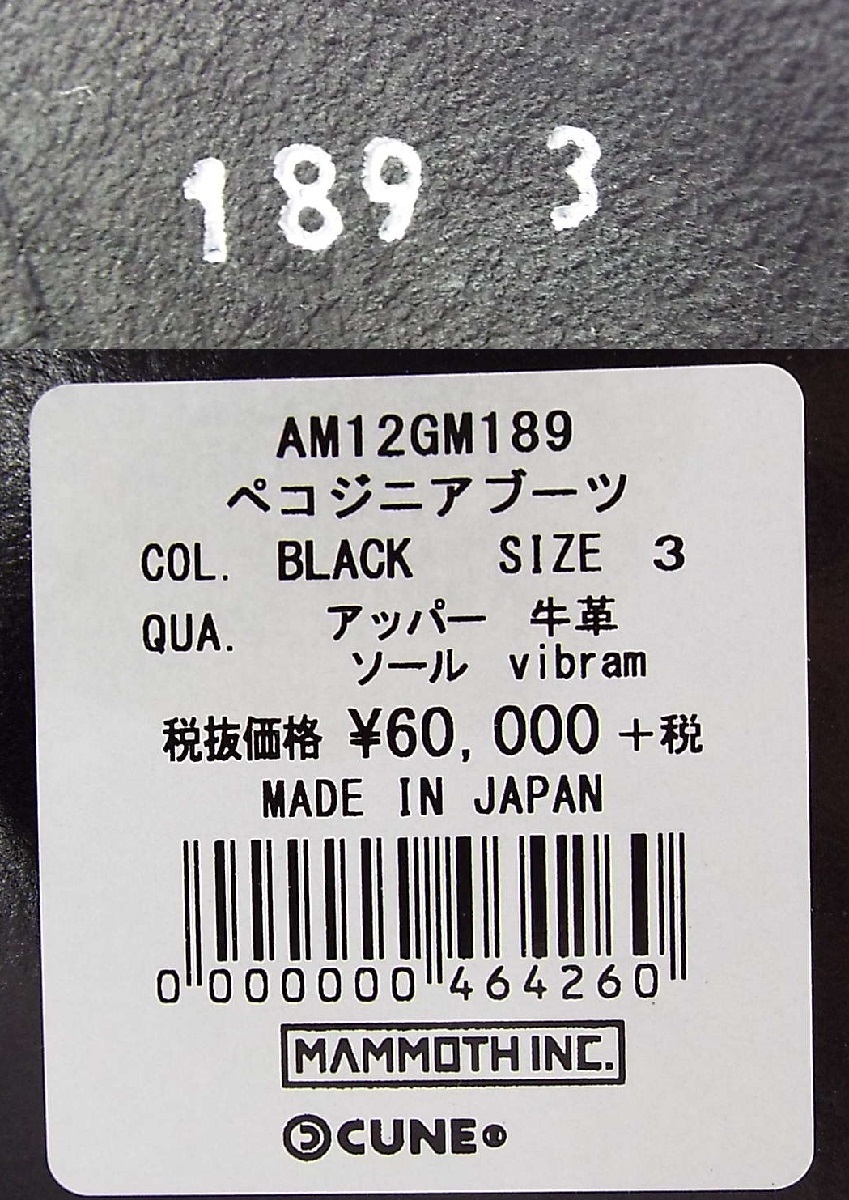 189 3
AM12GM189
ペコジニアブーツ
COL. BLACK SIZE 3
QUA. アッパー 牛革
ソール vibram
税抜価格 ¥60,000+税
MADE IN JAPAN
0 000000 464260
MAMMOTH INC.
CUNE